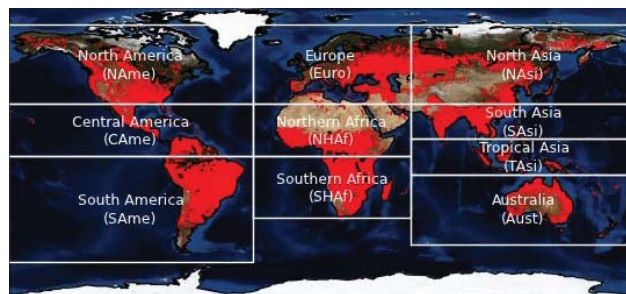 North America
(NAme)
Europe
(Euro)
North Asia
(NAsi)
Central America
(CAme)
Northern Africa
(NHAf)
South Asia
(SAsi)
Tropical Asia
(TAsi)
South America
(SAme)
Southern Africa
(SHAf)
Australia
(Aust)